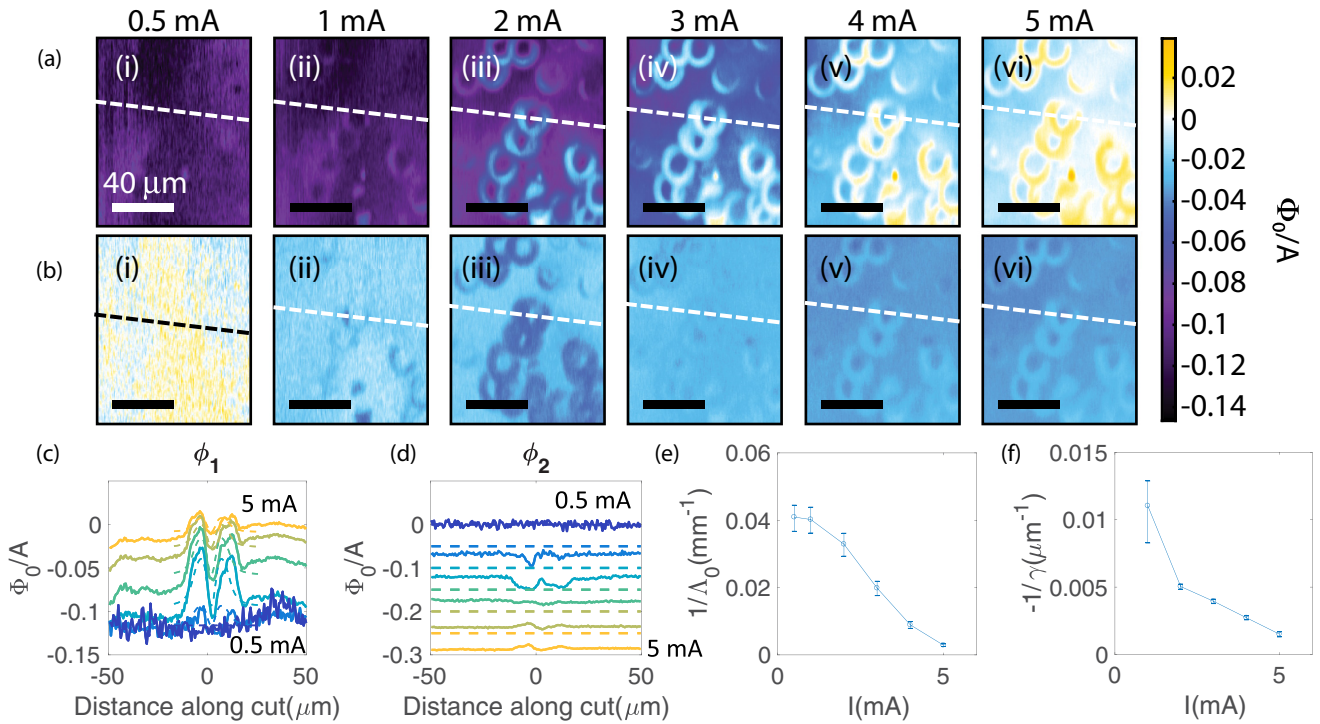 0.5 mA 1 mA 2 mA 3 mA 4 mA 5 mA
(a) (i) (ii) (iii) (iv) (v) (vi)
40 μm
0.02
0
-0.02
-0.04
-0.06
-0.08
-0.1
-0.12
-0.14
Φ0/A
(b) (i) (ii) (iii) (iv) (v) (vi)
(c) ϕ1
5 mA
0.5 mA
0
-0.05
-0.1
-0.15
Φ0/A
-50 0 50
Distance along cut(μm)
(d) ϕ2
0.5 mA
5 mA
0
-0.1
-0.2
-0.3
Φ0/A
-50 0 50
Distance along cut(μm)
(e)
0.06
0.04
0.02
0
1/Λ0(mm-1)
0 5
I(mA)
(f)
0.015
0.01
0.005
0
-1/γ(μm-1)
0 5
I(mA)